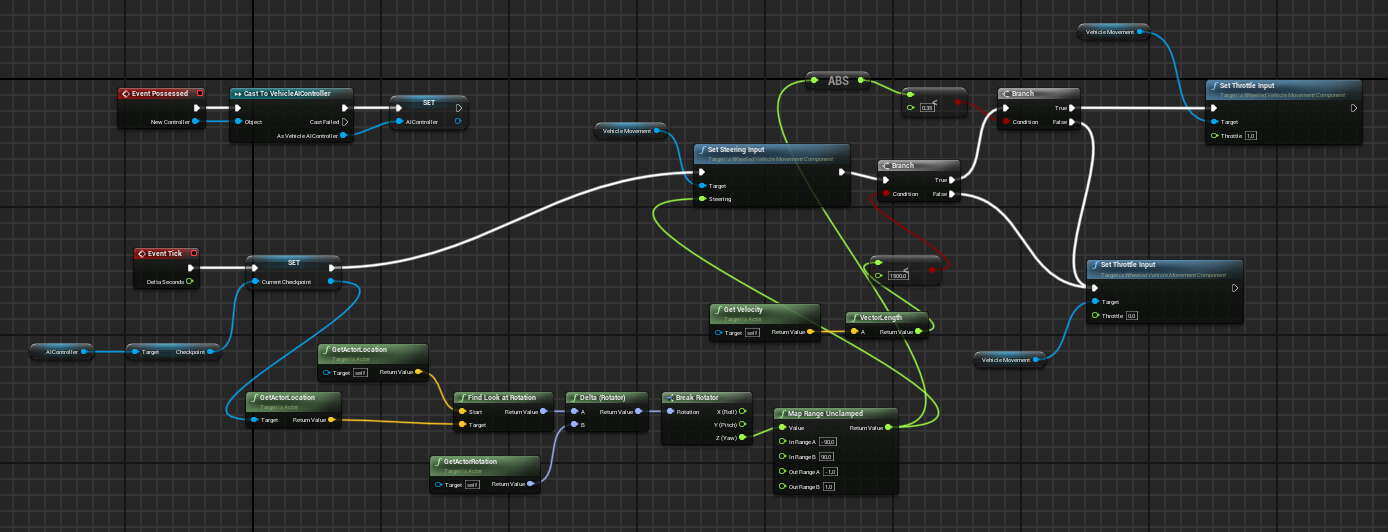 Vehicle Movement
Set Throttle Input
Target is Wheeled Vehicle Movement Component
Target
Throttle 1.0
ABS
<
0.35
Branch
True
Condition
False
Event Possessed
New Controller
Cast To VehicleAIController
Object
Cast Failed
As Vehicle AIController
SET
AIController
Vehicle Movement
Set Steering Input
Target is Wheeled Vehicle Movement Component
Target
Steering
Branch
True
Condition
False
<
1500.0
Event Tick
Delta Seconds
SET
Current Checkpoint
Set Throttle Input
Target is Wheeled Vehicle Movement Component
Target
Throttle 0.0
Vehicle Movement
Get Velocity
Target is Actor
Target self
Return Value
VectorLength
A
Return Value
AIController
Target
Checkpoint
GetActorLocation
Target is Actor
Target self
Return Value
GetActorLocation
Target is Actor
Target
Return Value
Find Look at Rotation
Start
Return Value
Target
Delta (Rotator)
A
Return Value
B
Break Rotator
Rotation
X (Roll)
Y (Pitch)
Z (Yaw)
Map Range Unclamped
Value
Return Value
In Range A -90.0
In Range B 90.0
Out Range A -1.0
Out Range B 1.0
GetActorRotation
Target is Actor
Target self
Return Value